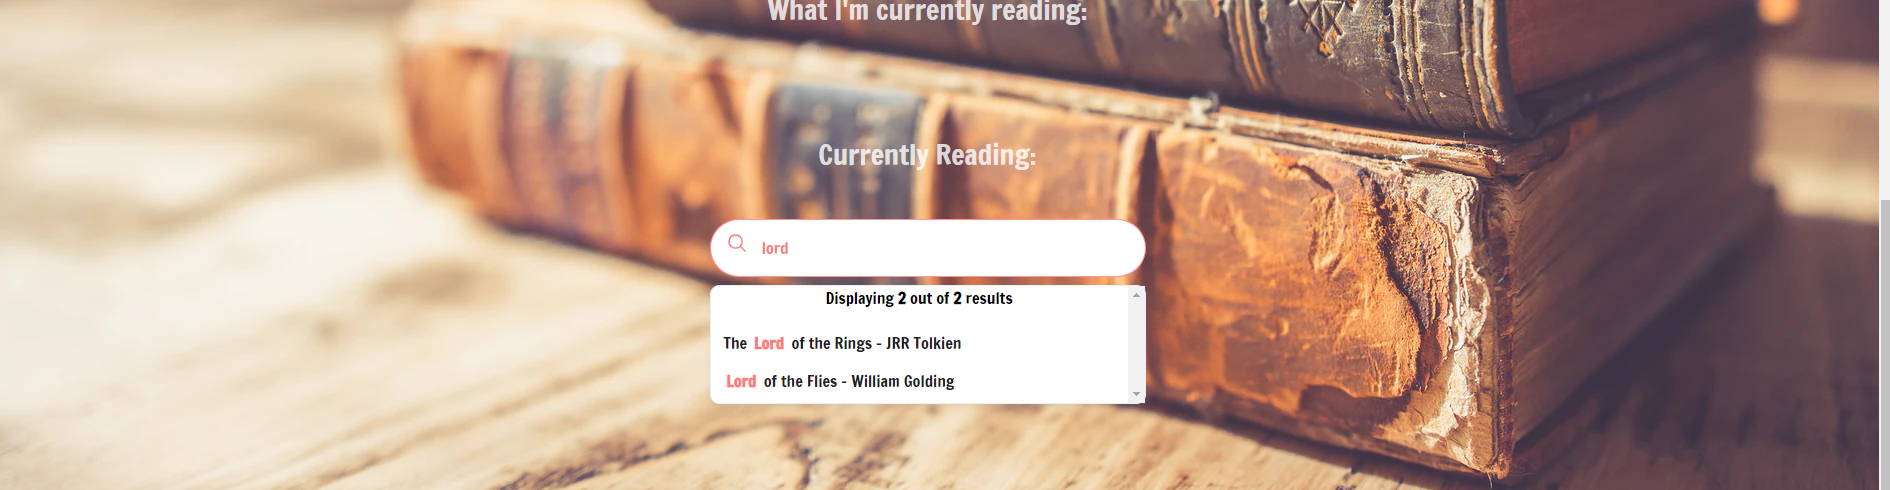 What I'm currently reading:
Currently Reading:
lord
Displaying 2 out of 2 results
The Lord of the Rings - JRR Tolkien
Lord of the Flies - William Golding